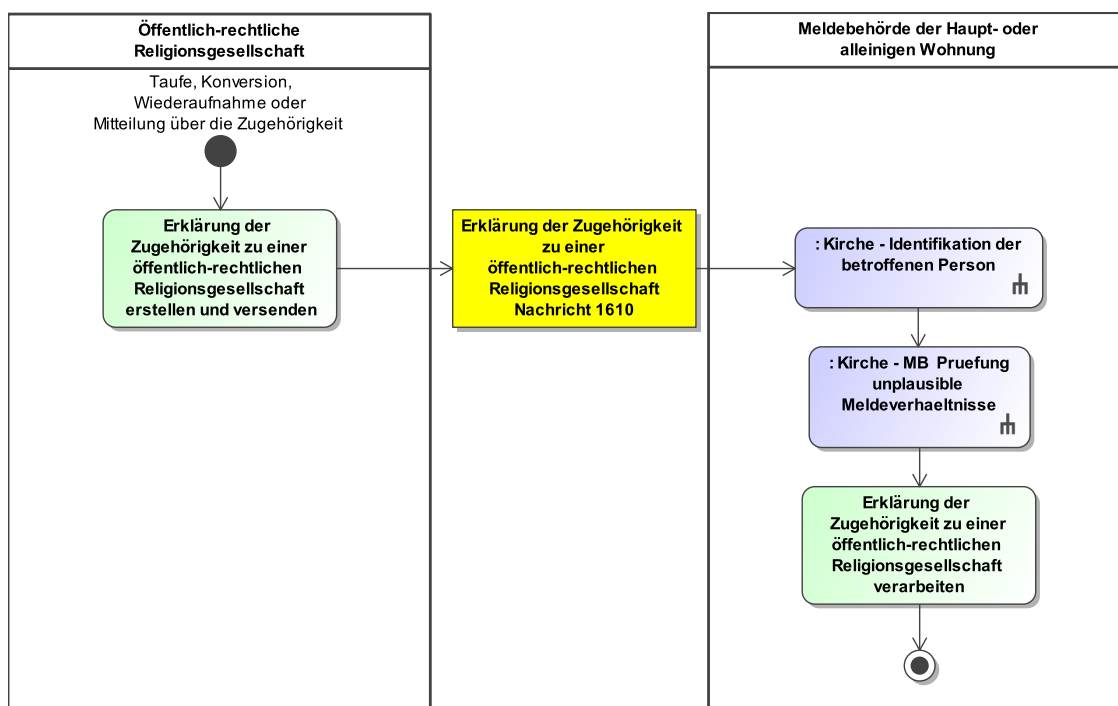 Öffentlich-rechtliche
Religionsgesellschaft
Taufe, Konversion,
Wiederaufnahme oder
Mitteilung über die Zugehörigkeit
Erklärung der
Zugehörigkeit zu einer
öffentlich-rechtlichen
Religionsgesellschaft
erstellen und versenden
Erklärung der Zugehörigkeit
zu einer
öffentlich-rechtlichen
Religionsgesellschaft
Nachricht 1610
Meldebehörde der Haupt- oder
alleinigen Wohnung
: Kirche - Identifikation der
betroffenen Person
: Kirche - MB Pruefung
unplausible
Meldeverhaeltnisse
Erklärung der
Zugehörigkeit zu einer
öffentlich-rechtlichen
Religionsgesellschaft
verarbeiten